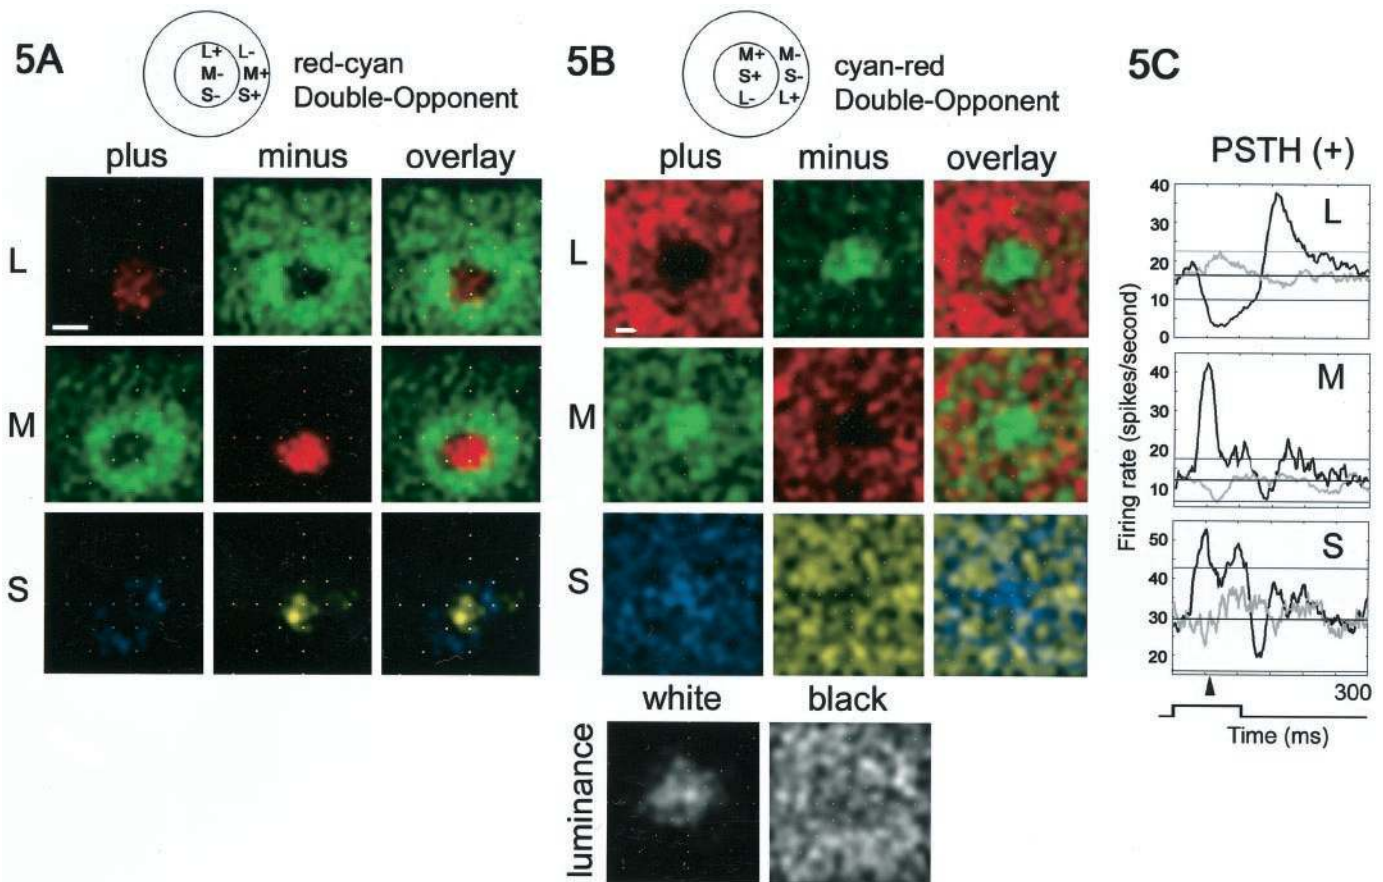 5A
L+ L-
M- M+
S- S+
red-cyan
Double-Opponent
plus minus overlay
L
M
S
5B
M+ M-
S+ S-
L- L+
cyan-red
Double-Opponent
plus minus overlay
L
M
S
white black
luminance
5C
PSTH (+)
40
30
20
10
0
L
40
30
20
10
M
50
40
30
20
S
Firing rate (spikes/second)
300
Time (ms)